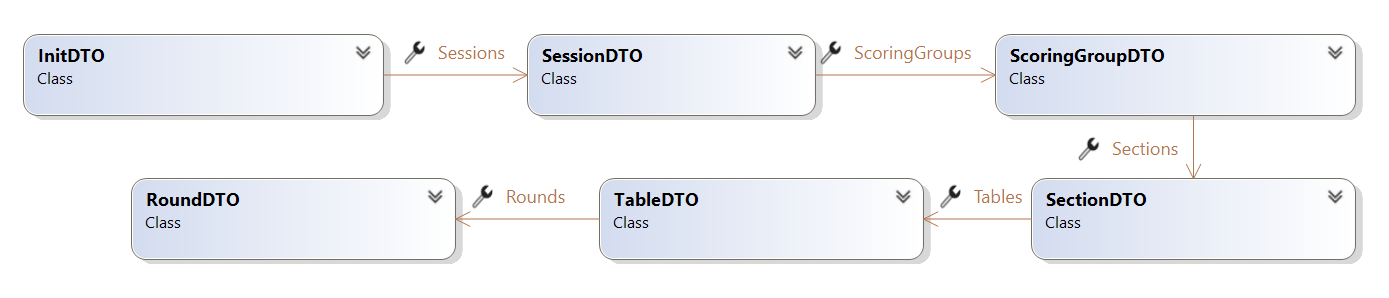 InitDTO
Class
Sessions
SessionDTO
Class
ScoringGroups
ScoringGroupDTO
Class
Sections
SectionDTO
Class
Tables
TableDTO
Class
Rounds
RoundDTO
Class